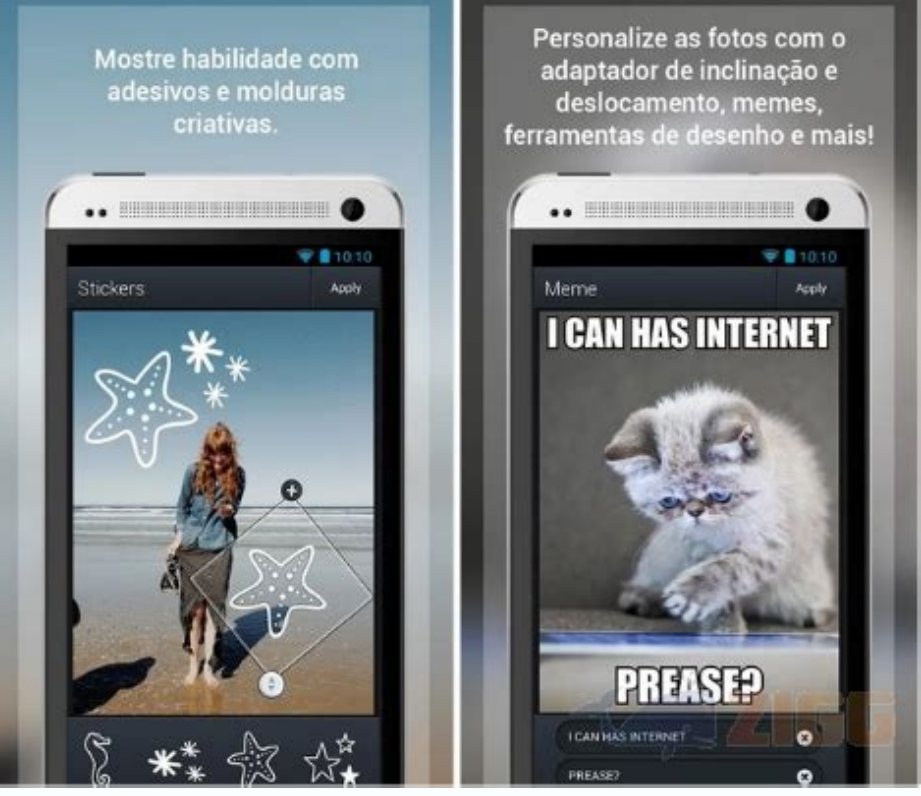 Mostre habilidade com
adesivos e molduras
criativas.
10:10
Stickers
Apply
Personalize as fotos com o
adaptador de inclinação e
deslocamento, memes,
ferramentas de desenho e mais!
10:10
Meme
Apply
I CAN HAS INTERNET
PREASE?
I CAN HAS INTERNET
PREASE?
ZIGG